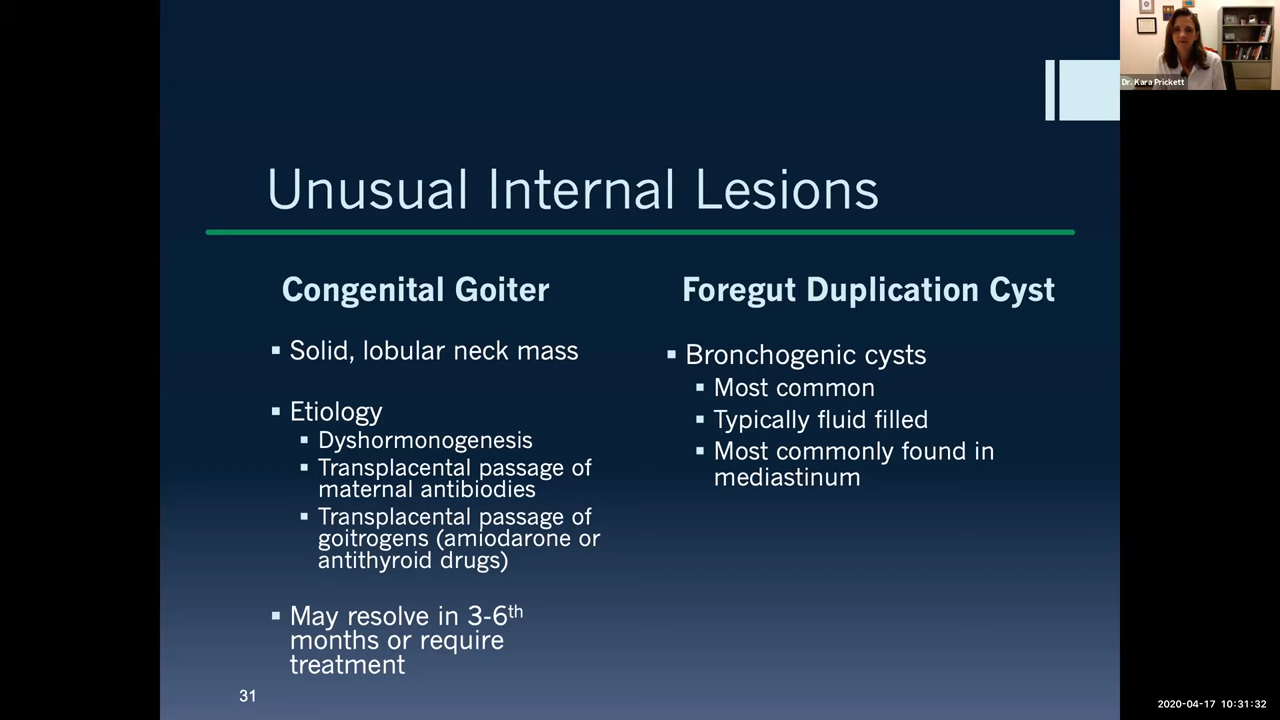 Dr. Kara Prickett
Unusual Internal Lesions
Congenital Goiter
▪ Solid, lobular neck mass
▪ Etiology
▪ Dyshormonogenesis
▪ Transplacental passage of
maternal antibiodies
▪ Transplacental passage of
goitrogens (amiodarone or
antithyroid drugs)
▪ May resolve in 3-6th
months or require
treatment
Foregut Duplication Cyst
▪ Bronchogenic cysts
▪ Most common
▪ Typically fluid filled
▪ Most commonly found in
mediastinum
31
2020-04-17 10:31:32